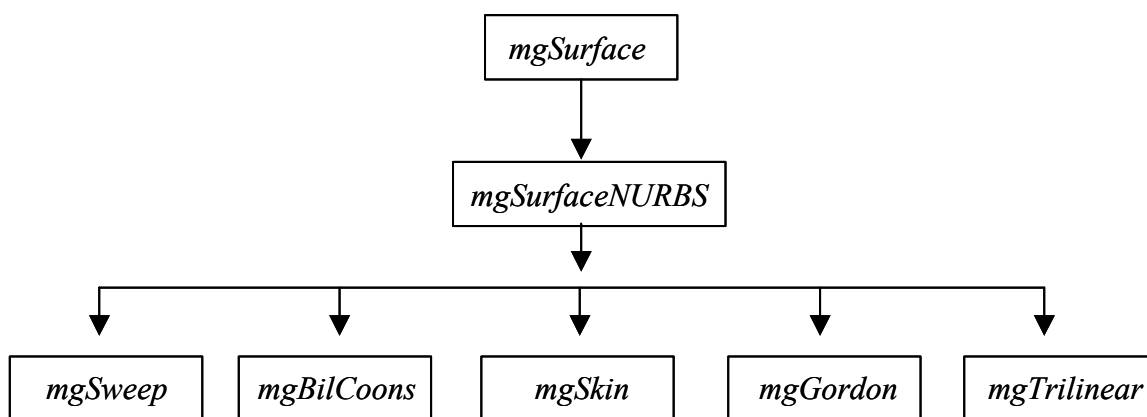 mgSurface
mgSurfaceNURBS
mgSweep
mgBilCoons
mgSkin
mgGordon
mgTrilinear